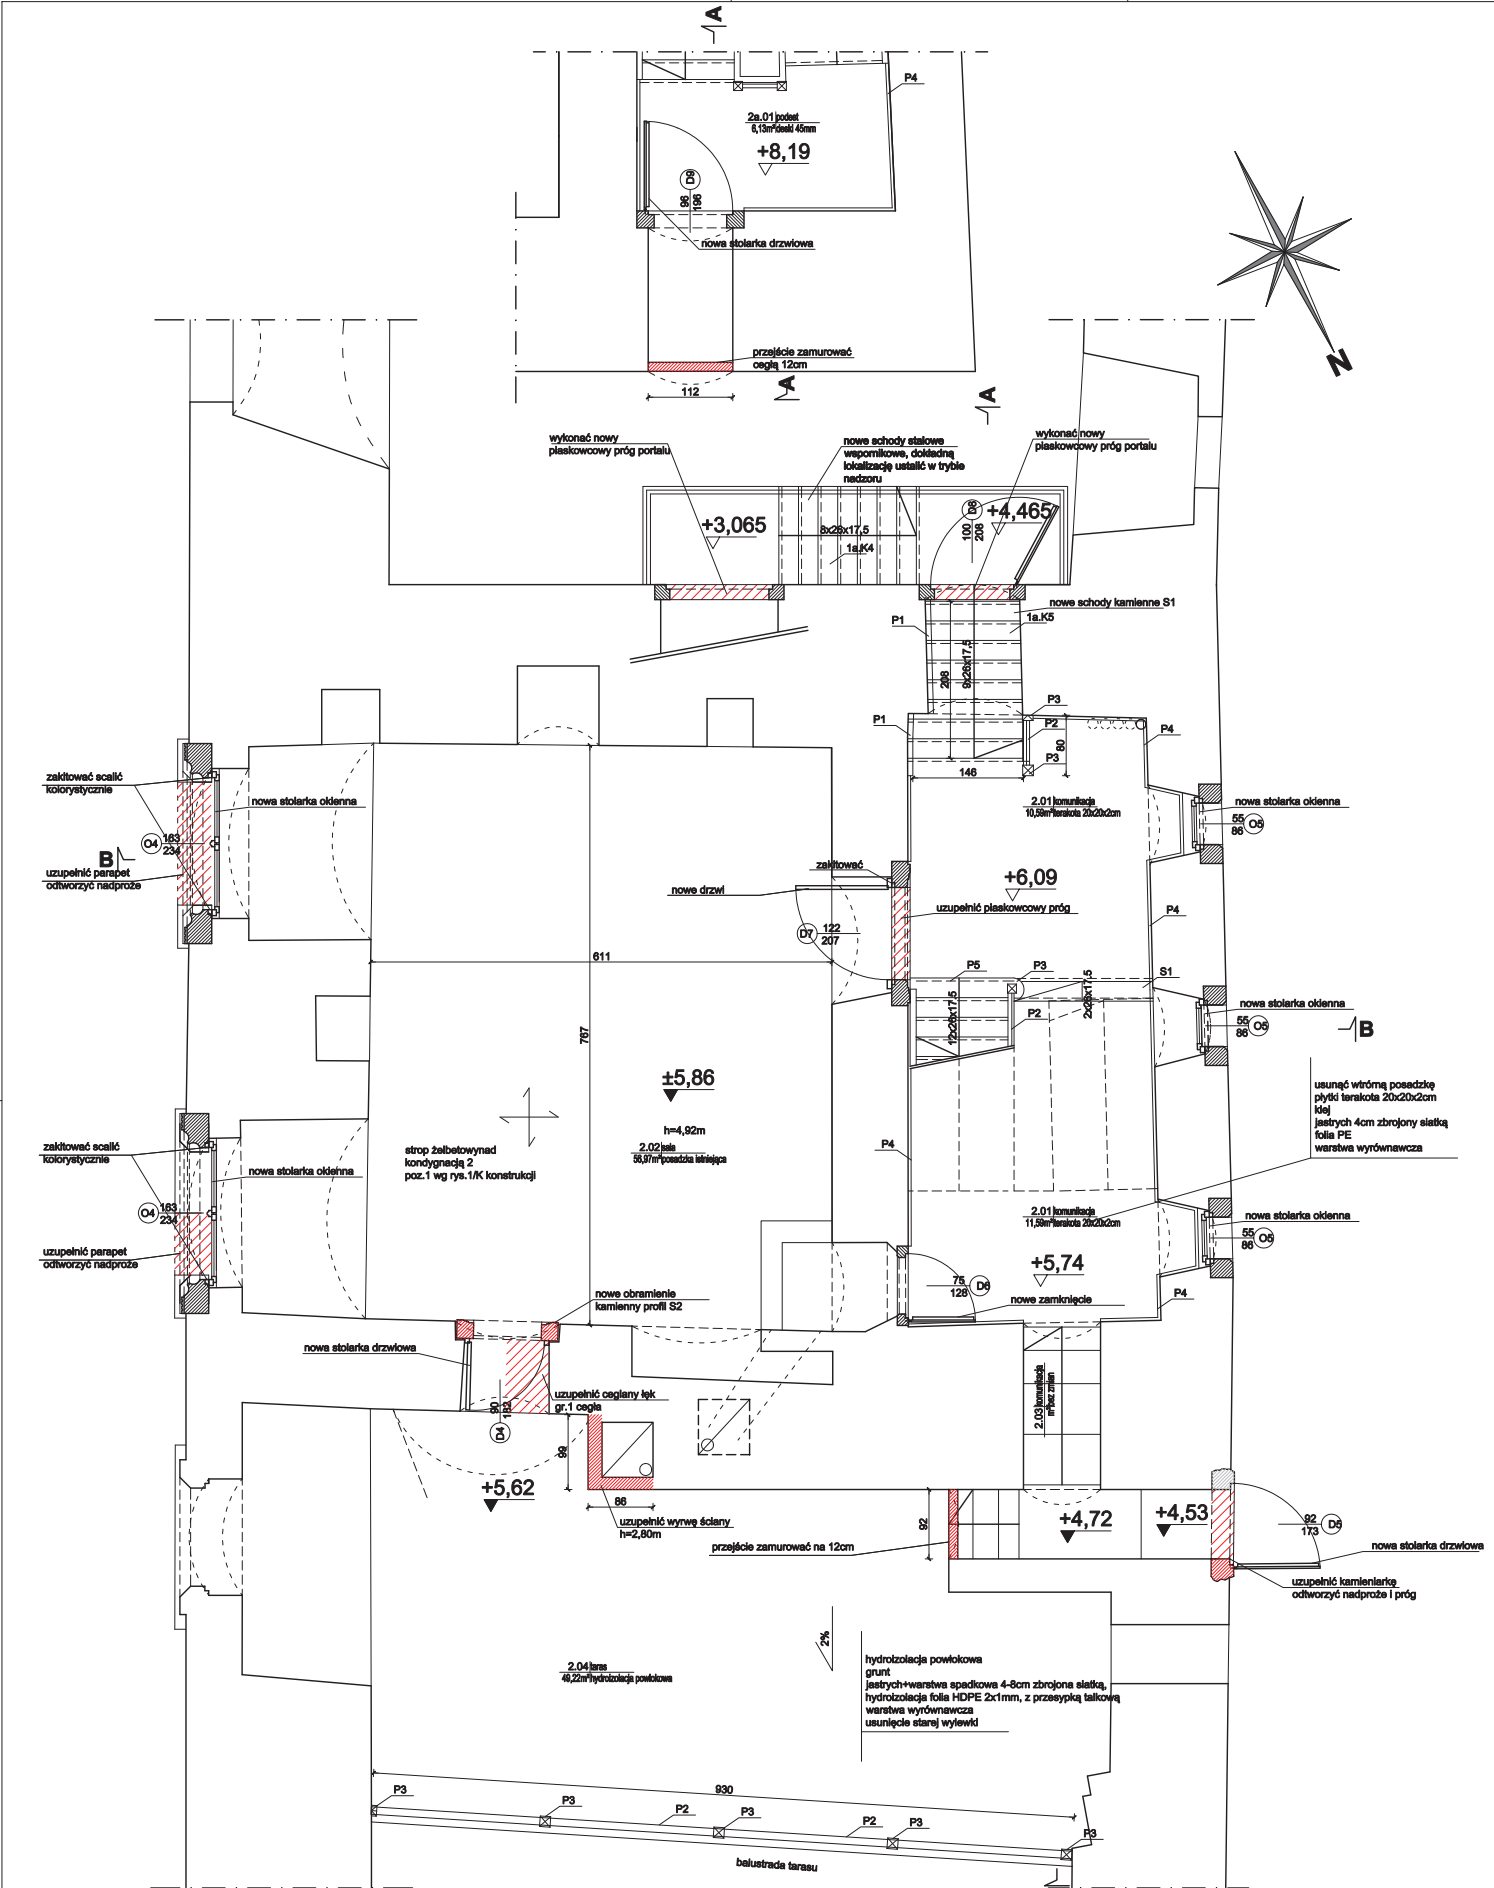 A
P4
2a.01 podest
6,13m² deski 45mm
+8,19
D9
96
196
nowa stolarka drzwiowa
N
przejście zamurować
cegłą 12cm
112
A
A
wykonać nowy
piaskowcowy próg portalu
nowe schody stalowe
wspornikowe, dokładną
lokalizację ustalić w trybie
nadzoru
wykonać nowy
piaskowcowy próg portalu
+3,065
8x28x17,5
1a.K4
D8
100
208
+4,465
nowe schody kamienne S1
1a.K5
P1
208
9x26x17,5
P3
P1
P2
80
P3
P4
146
zakitować scalić
kolorystycznie
nowa stolarka okienna
O4
163
234
B
uzupełnić parapet
odtworzyć nadproże
2.01 komunikacja
10,59m² terakota 20x20x2cm
nowa stolarka okienna
55
86
O5
zakitować
nowe drzwi
+6,09
uzupełnić piaskowcowy próg
P4
D7
122
207
611
767
P5
P3
S1
12x26x17,5
2x26x17,5
P2
nowa stolarka okienna
55
86
O5
B
±5,86
h=4,92m
2.02 sala
56,97m² posadzka istniejąca
strop żelbetowynad
kondygnacją 2
poz.1 wg rys.1/K konstrukcji
usunąć wtórną posadzkę
płytki terakota 20x20x2cm
klej
jastrych 4cm zbrojony siatką
folia PE
warstwa wyrównawcza
zakitować scalić
kolorystycznie
nowa stolarka okienna
O4
163
234
uzupełnić parapet
odtworzyć nadproże
P4
2.01 komunikacja
11,59m² terakota 20x20x2cm
nowa stolarka okienna
55
86
O5
+5,74
75
128
D6
nowe zamknięcie
P4
nowe obramienie
kamienny profil S2
nowa stolarka drzwiowa
uzupełnić ceglany łęk
gr.1 cegła
90
182
D4
99
2.03 komunikacja
m² bez zmian
+5,62
86
uzupełnić wyrwę ściany
h=2,80m
92
przejście zamurować na 12cm
+4,72
+4,53
92
173
D5
nowa stolarka drzwiowa
uzupełnić kamieniarkę
odtworzyć nadproże i próg
2%
2.04 taras
49,22m² hydroizolacja powłokowa
hydroizolacja powłokowa
grunt
jastrych+warstwa spadkowa 4-8cm zbrojona siatką,
hydroizolacja folia HDPE 2x1mm, z przesypką talkową
warstwa wyrównawcza
usunięcie starej wylewki
930
P3
P3
P2
P3
P2
P3
P3
balustrada tarasu